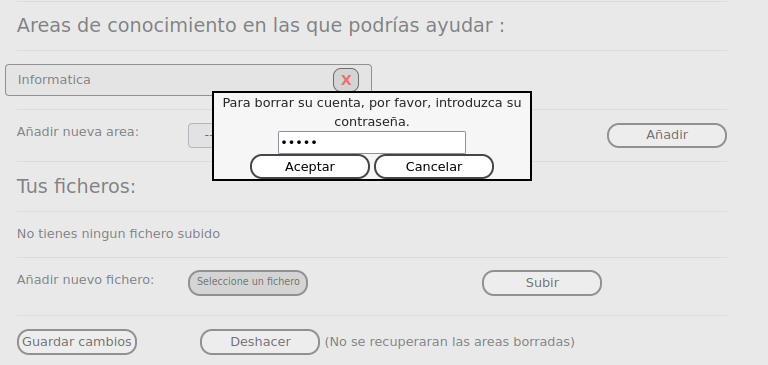 Areas de conocimiento en las que podrías ayudar :
Informatica X
Para borrar su cuenta, por favor, introduzca su
contraseña.
•••••
Aceptar Cancelar
Añadir nueva area: -- Añadir
Tus ficheros:
No tienes ningun fichero subido
Añadir nuevo fichero: Seleccione un fichero Subir
Guardar cambios Deshacer (No se recuperaran las areas borradas)